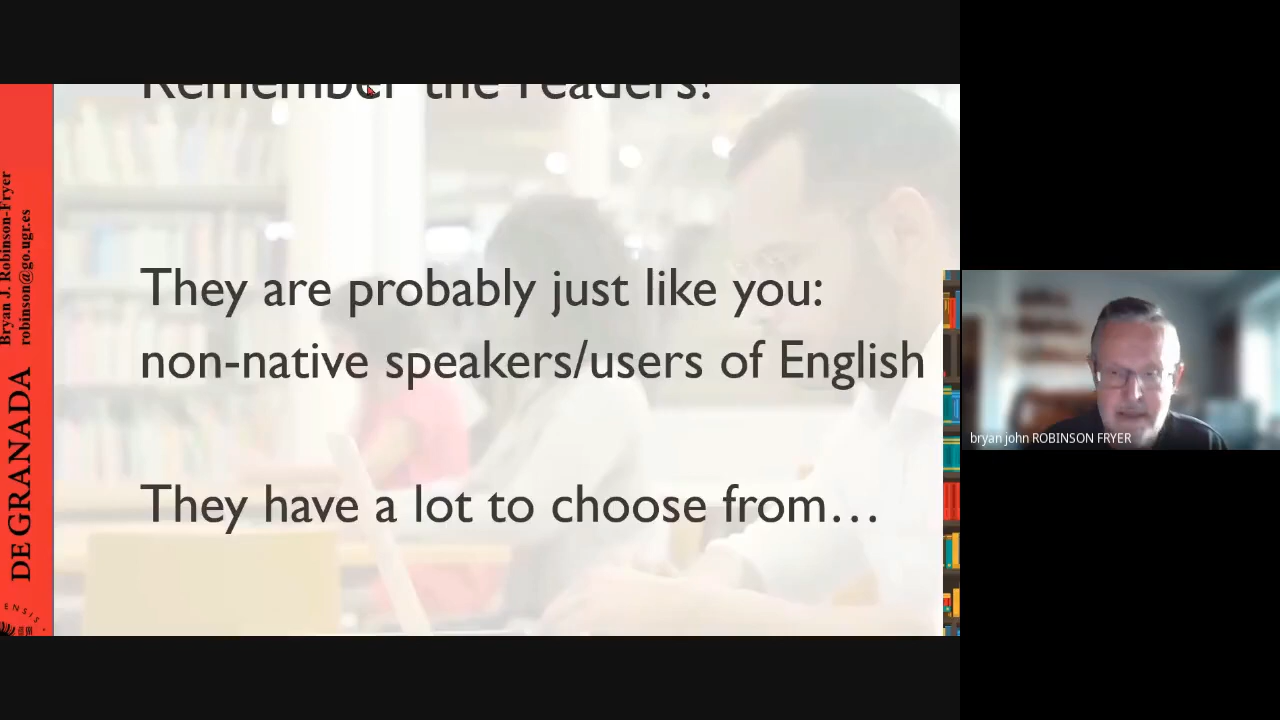 Remember the readers?
They are probably just like you:
non-native speakers/users of English
They have a lot to choose from…
Bryan J. Robinson-Fryer
robinson@go.ugr.es
DE GRANADA
ENSIS
bryan john ROBINSON FRYER